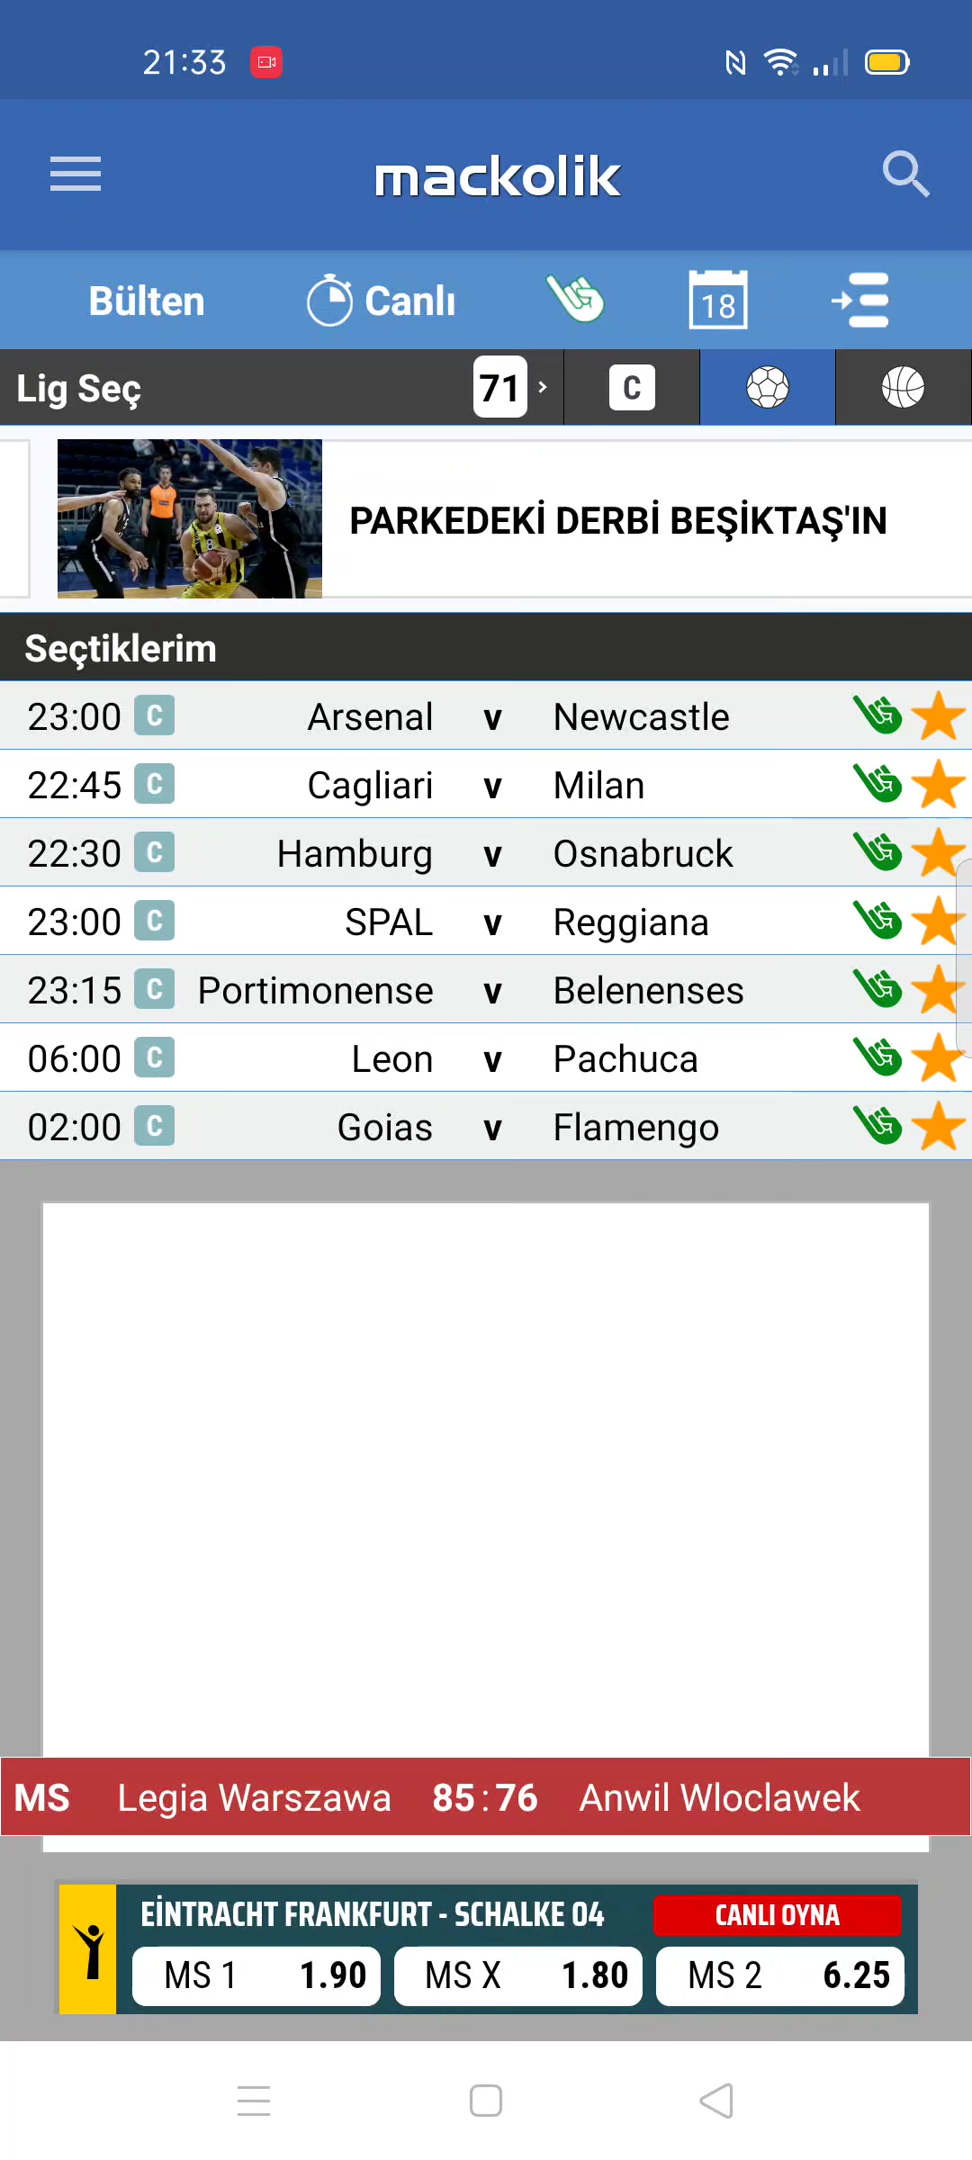 21:33
mackolik
Bülten Canlı 18
Lig Seç 71 > C
PARKEDEKİ DERBİ BEŞİKTAŞ'IN
Seçtiklerim
23:00 C Arsenal v Newcastle
22:45 C Cagliari v Milan
22:30 C Hamburg v Osnabruck
23:00 C SPAL v Reggiana
23:15 C Portimonense v Belenenses
06:00 C Leon v Pachuca
02:00 C Goias v Flamengo
MS Legia Warszawa 85:76 Anwil Wloclawek
EİNTRACHT FRANKFURT - SCHALKE 04 CANLI OYNA
MS 1 1.90 MS X 1.80 MS 2 6.25